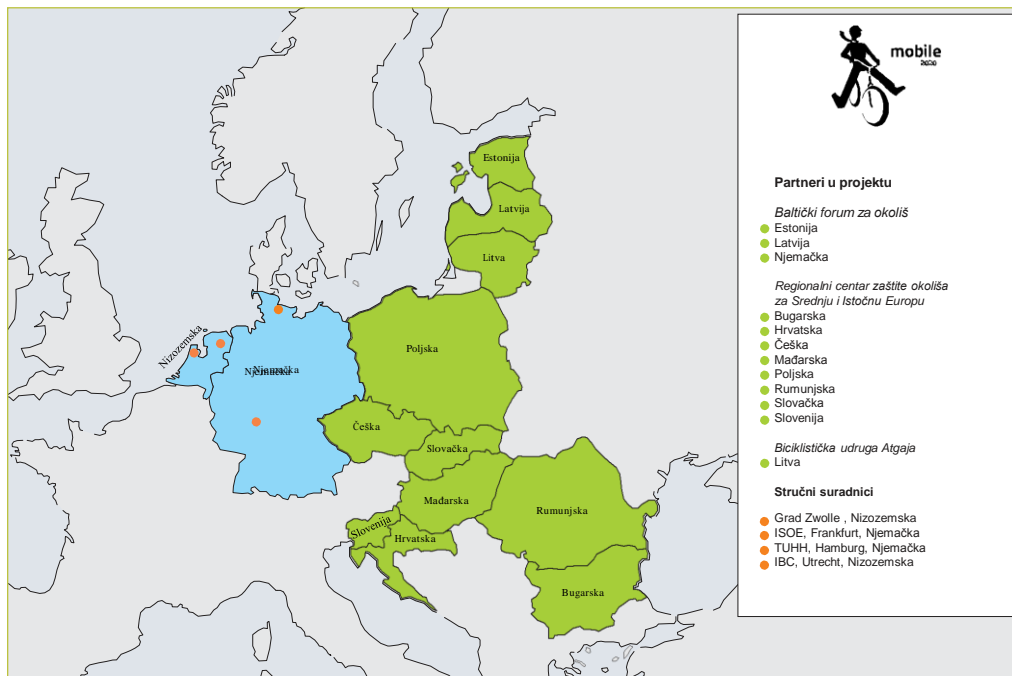 mobile
2020
Estonija
Latvija
Litva
Nizozemska
Njemačka
Njemačka
Poljska
Češka
Slovačka
Mađarska
Slovenija
Hrvatska
Rumunjska
Bugarska
Partneri u projektu
Baltički forum za okoliš
Estonija
Latvija
Njemačka
Regionalni centar zaštite okoliša
za Srednju i Istočnu Europu
Bugarska
Hrvatska
Češka
Mađarska
Poljska
Rumunjska
Slovačka
Slovenija
Biciklistička udruga Atgaja
Litva
Stručni suradnici
Grad Zwolle , Nizozemska
ISOE, Frankfurt, Njemačka
TUHH, Hamburg, Njemačka
IBC, Utrecht, Nizozemska